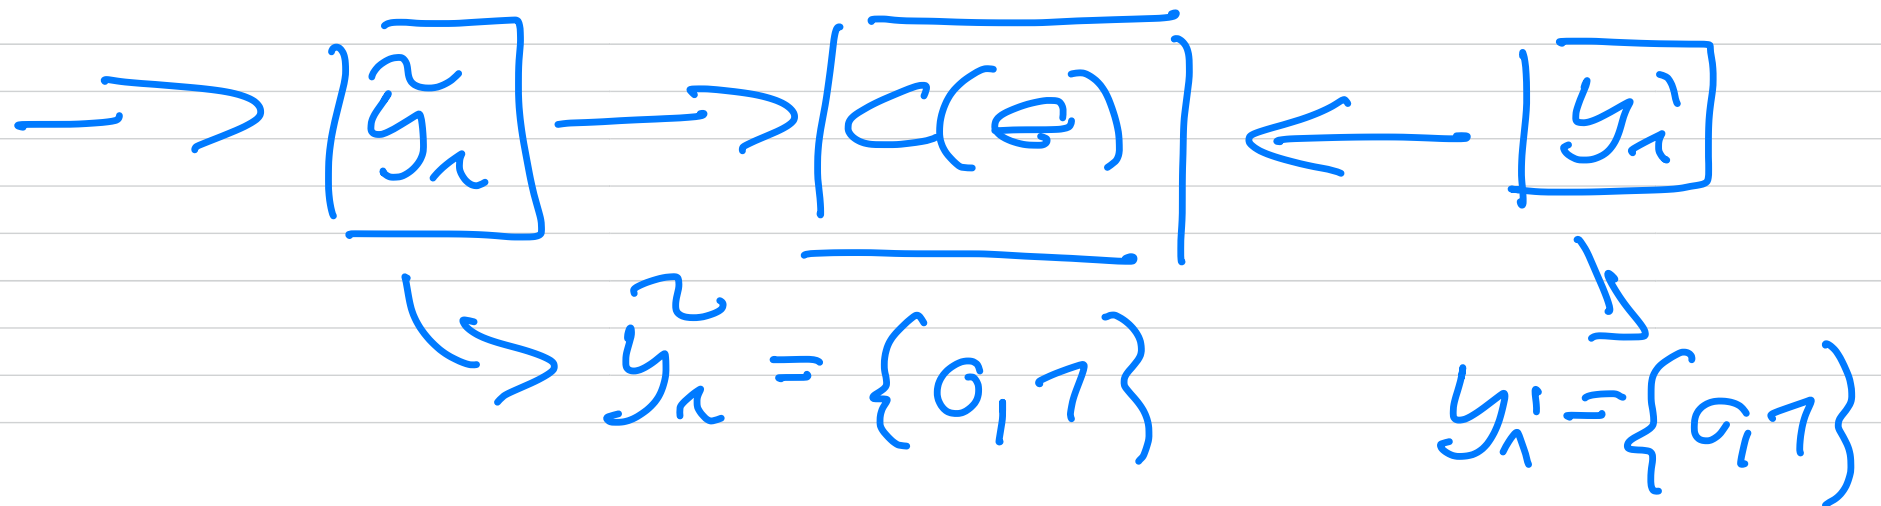 → [ỹ₁] → [C(e)] ← [y₁']
ỹ₁ = {0,1} y₁' = {0,1}